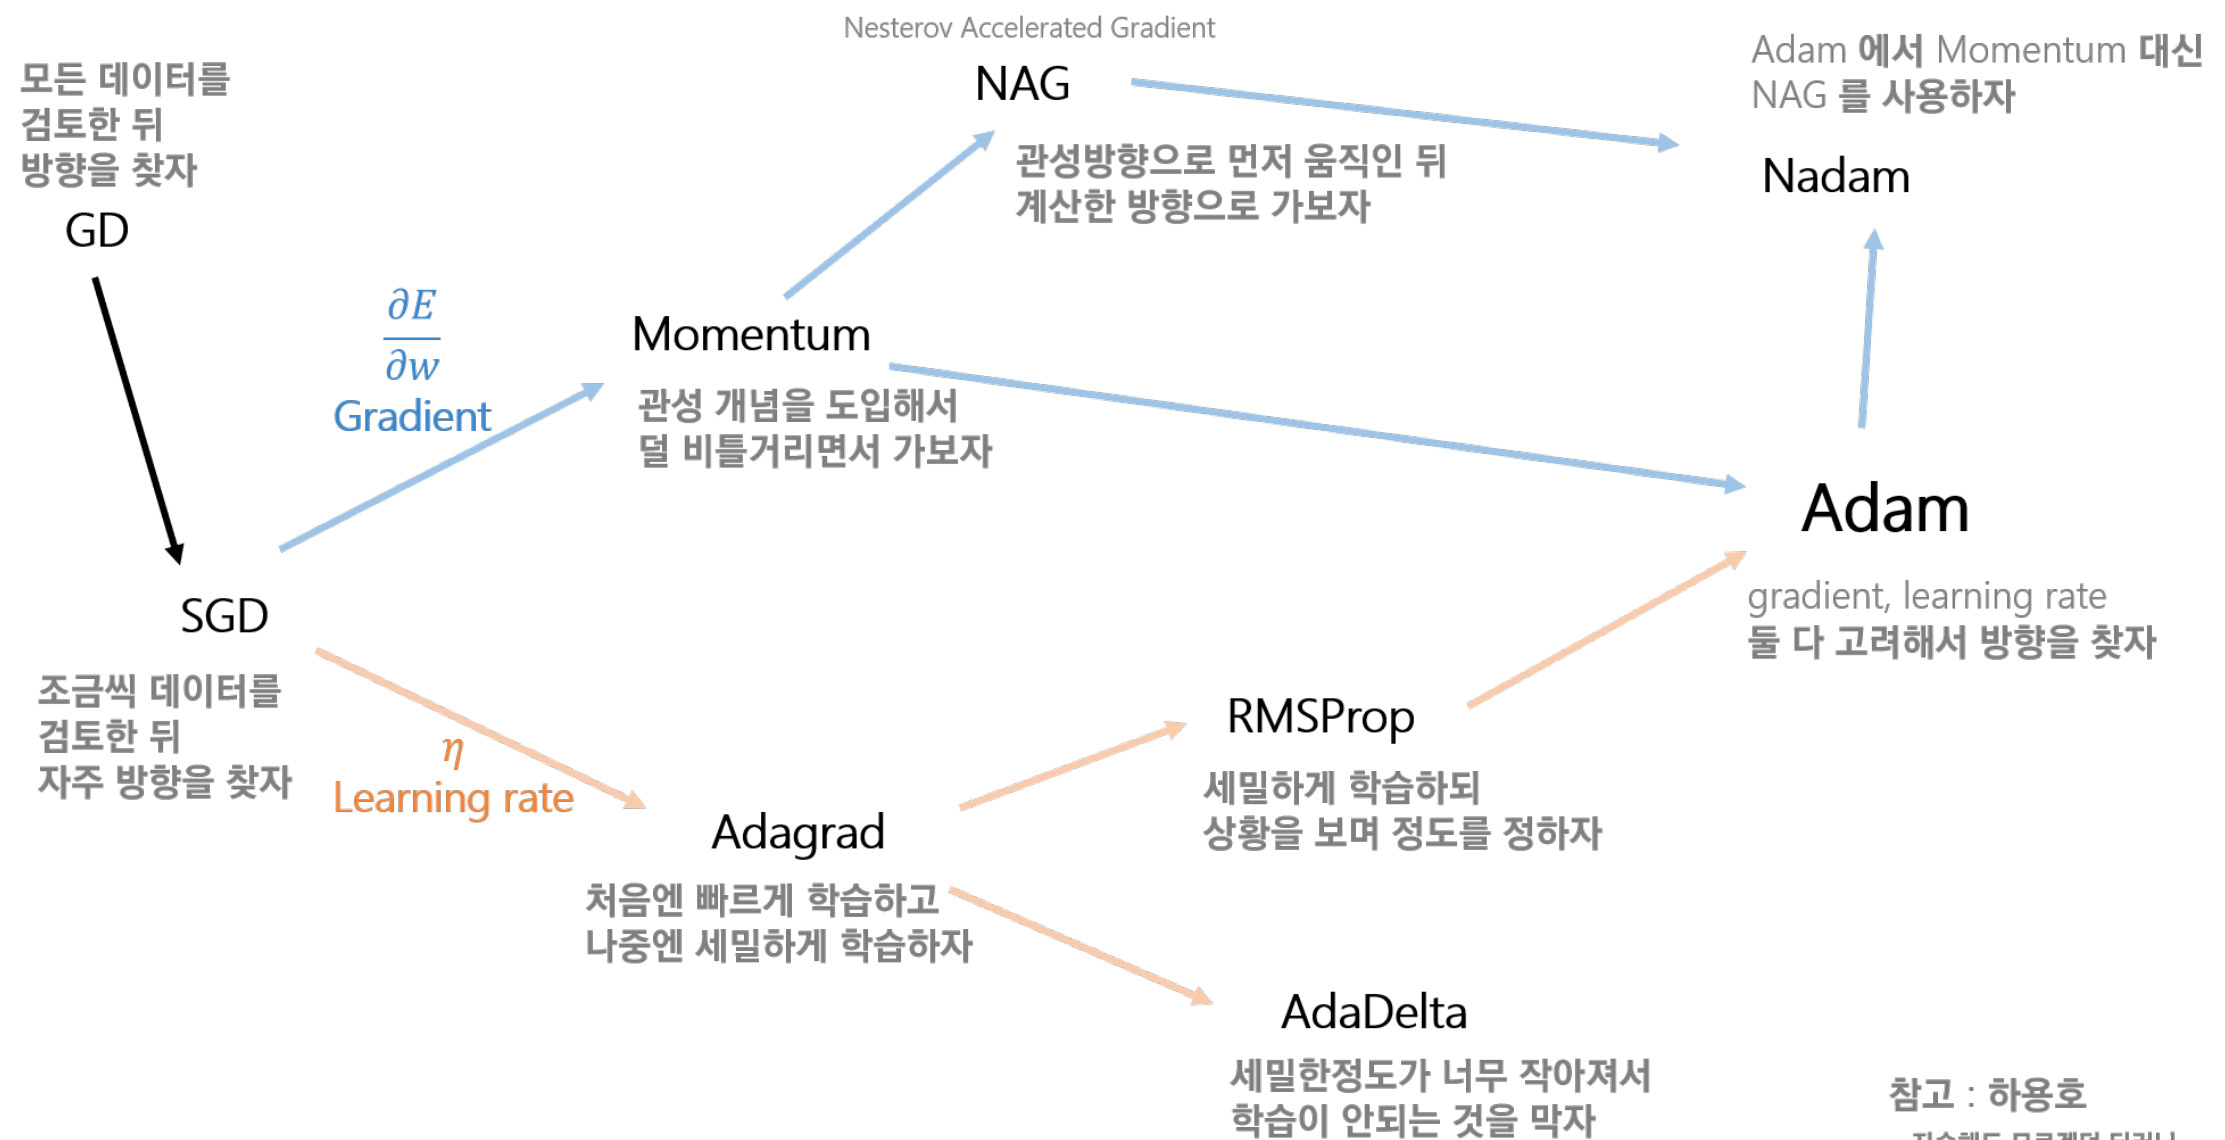 모든 데이터를
검토한 뒤
방향을 찾자
GD
SGD
조금씩 데이터를
검토한 뒤
자주 방향을 찾자
∂E
∂w
Gradient
η
Learning rate
Momentum
관성 개념을 도입해서
덜 비틀거리면서 가보자
Nesterov Accelerated Gradient
NAG
관성방향으로 먼저 움직인 뒤
계산한 방향으로 가보자
Adagrad
처음엔 빠르게 학습하고
나중엔 세밀하게 학습하자
RMSProp
세밀하게 학습하되
상황을 보며 정도를 정하자
AdaDelta
세밀한정도가 너무 작아져서
학습이 안되는 것을 막자
Adam 에서 Momentum 대신
NAG 를 사용하자
Nadam
Adam
gradient, learning rate
둘 다 고려해서 방향을 찾자
참고 : 하용호